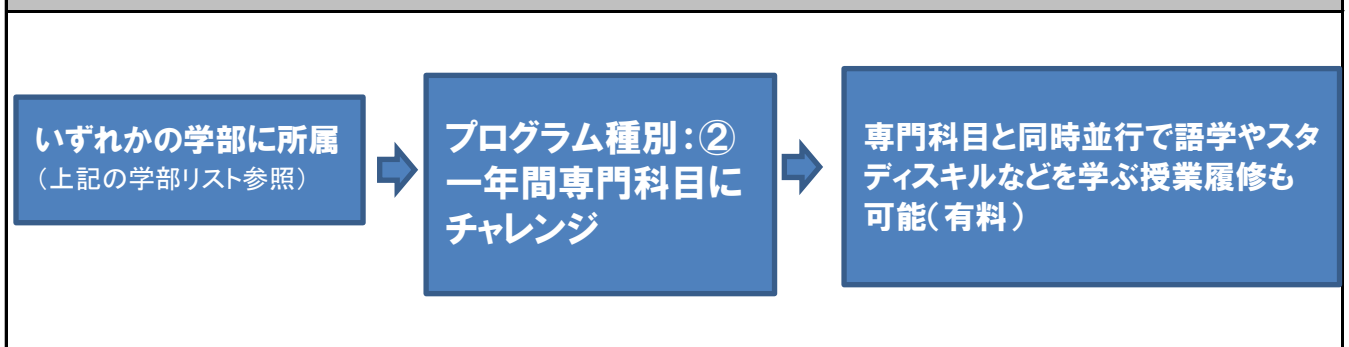 いずれかの学部に所属
（上記の学部リスト参照）
プログラム種別：②
一年間専門科目に
チャレンジ
専門科目と同時並行で語学やスタ
ディスキルなどを学ぶ授業履修も
可能（有料）